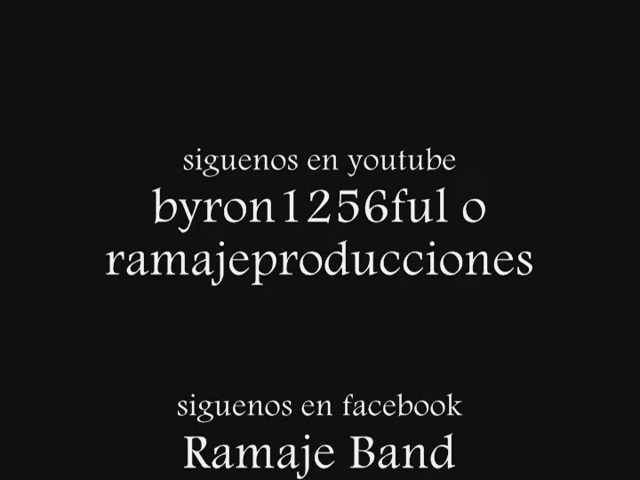 siguenos en youtube
byron1256ful o
ramajeproducciones
siguenos en facebook
Ramaje Band